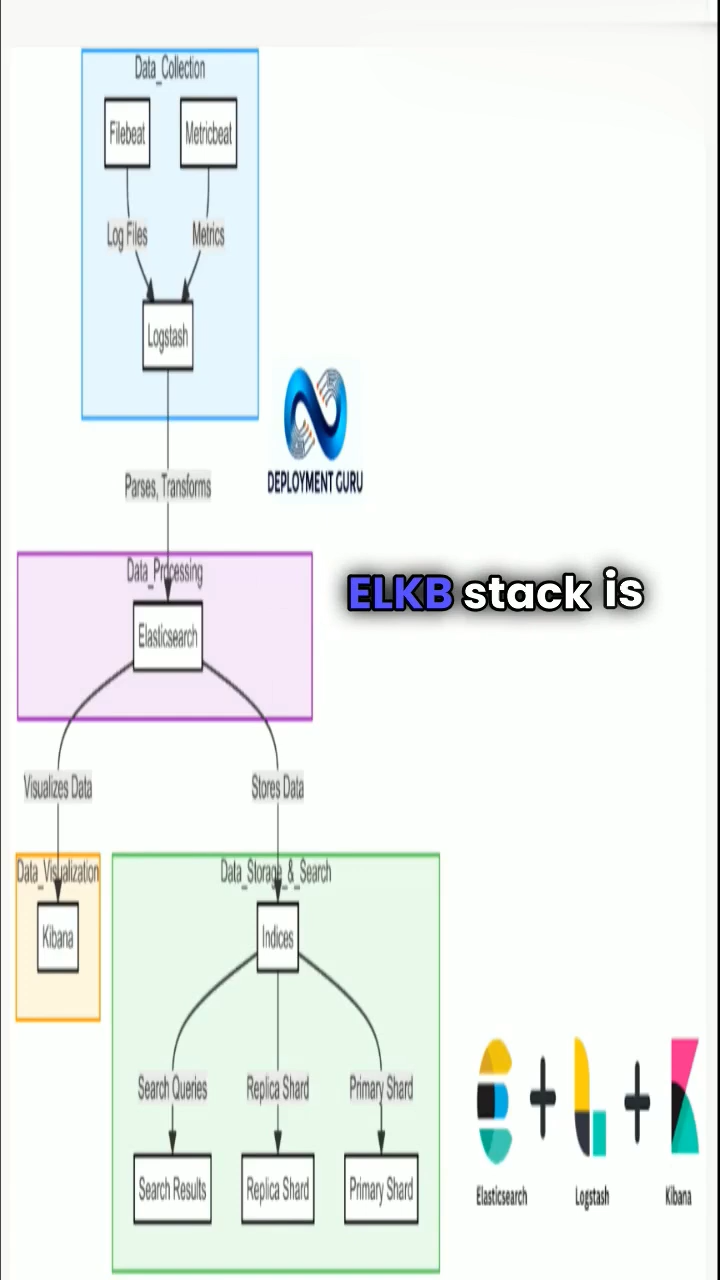 Data_Collection
Filebeat
Metricbeat
Log Files
Metrics
Logstash
DEPLOYMENT GURU
Parses, Transforms
Data_Processing
ELKB stack is
Elasticsearch
Visualizes Data
Stores Data
Data_Visualization
Data_Storage_&_Search
Kibana
Indices
Search Queries
Replica Shard
Primary Shard
Search Results
Replica Shard
Primary Shard
Elasticsearch
Logstash
Kibana